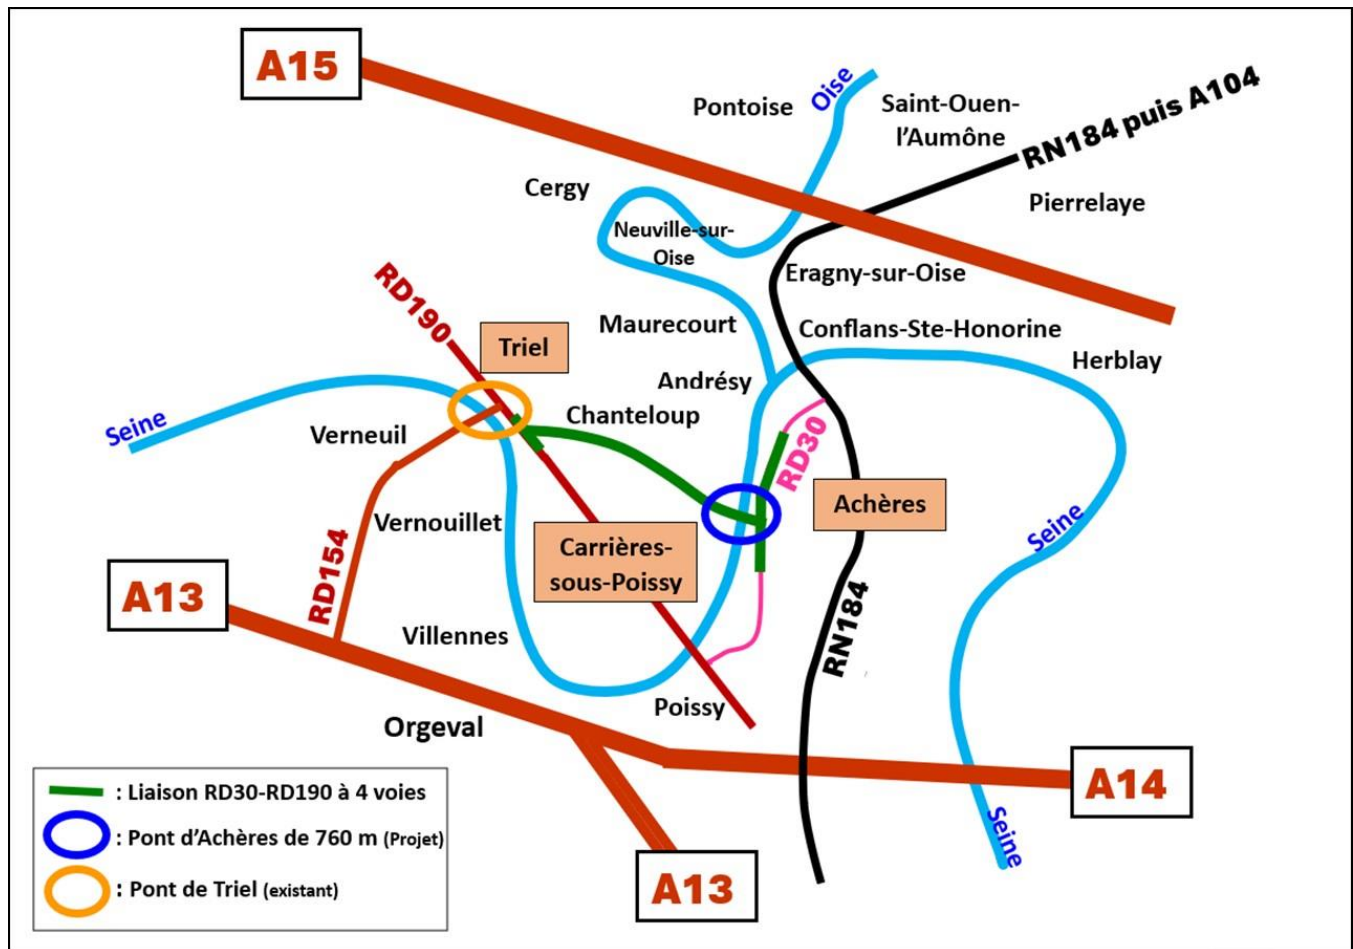 A15
Pontoise
Oise
Saint-Ouen-
l’Aumône
RN184 puis A104
Cergy
Pierrelaye
Neuville-sur-
Oise
Eragny-sur-Oise
RD190
Maurecourt
Conflans-Ste-Honorine
Triel
Herblay
Andrésy
Chanteloup
Seine
Verneuil
RD30
Achères
Vernouillet
Seine
Carrières-
sous-Poissy
RD154
A13
RN184
Villennes
Poissy
Orgeval
A14
Seine
: Liaison RD30-RD190 à 4 voies
: Pont d’Achères de 760 m (Projet)
: Pont de Triel (existant)
A13